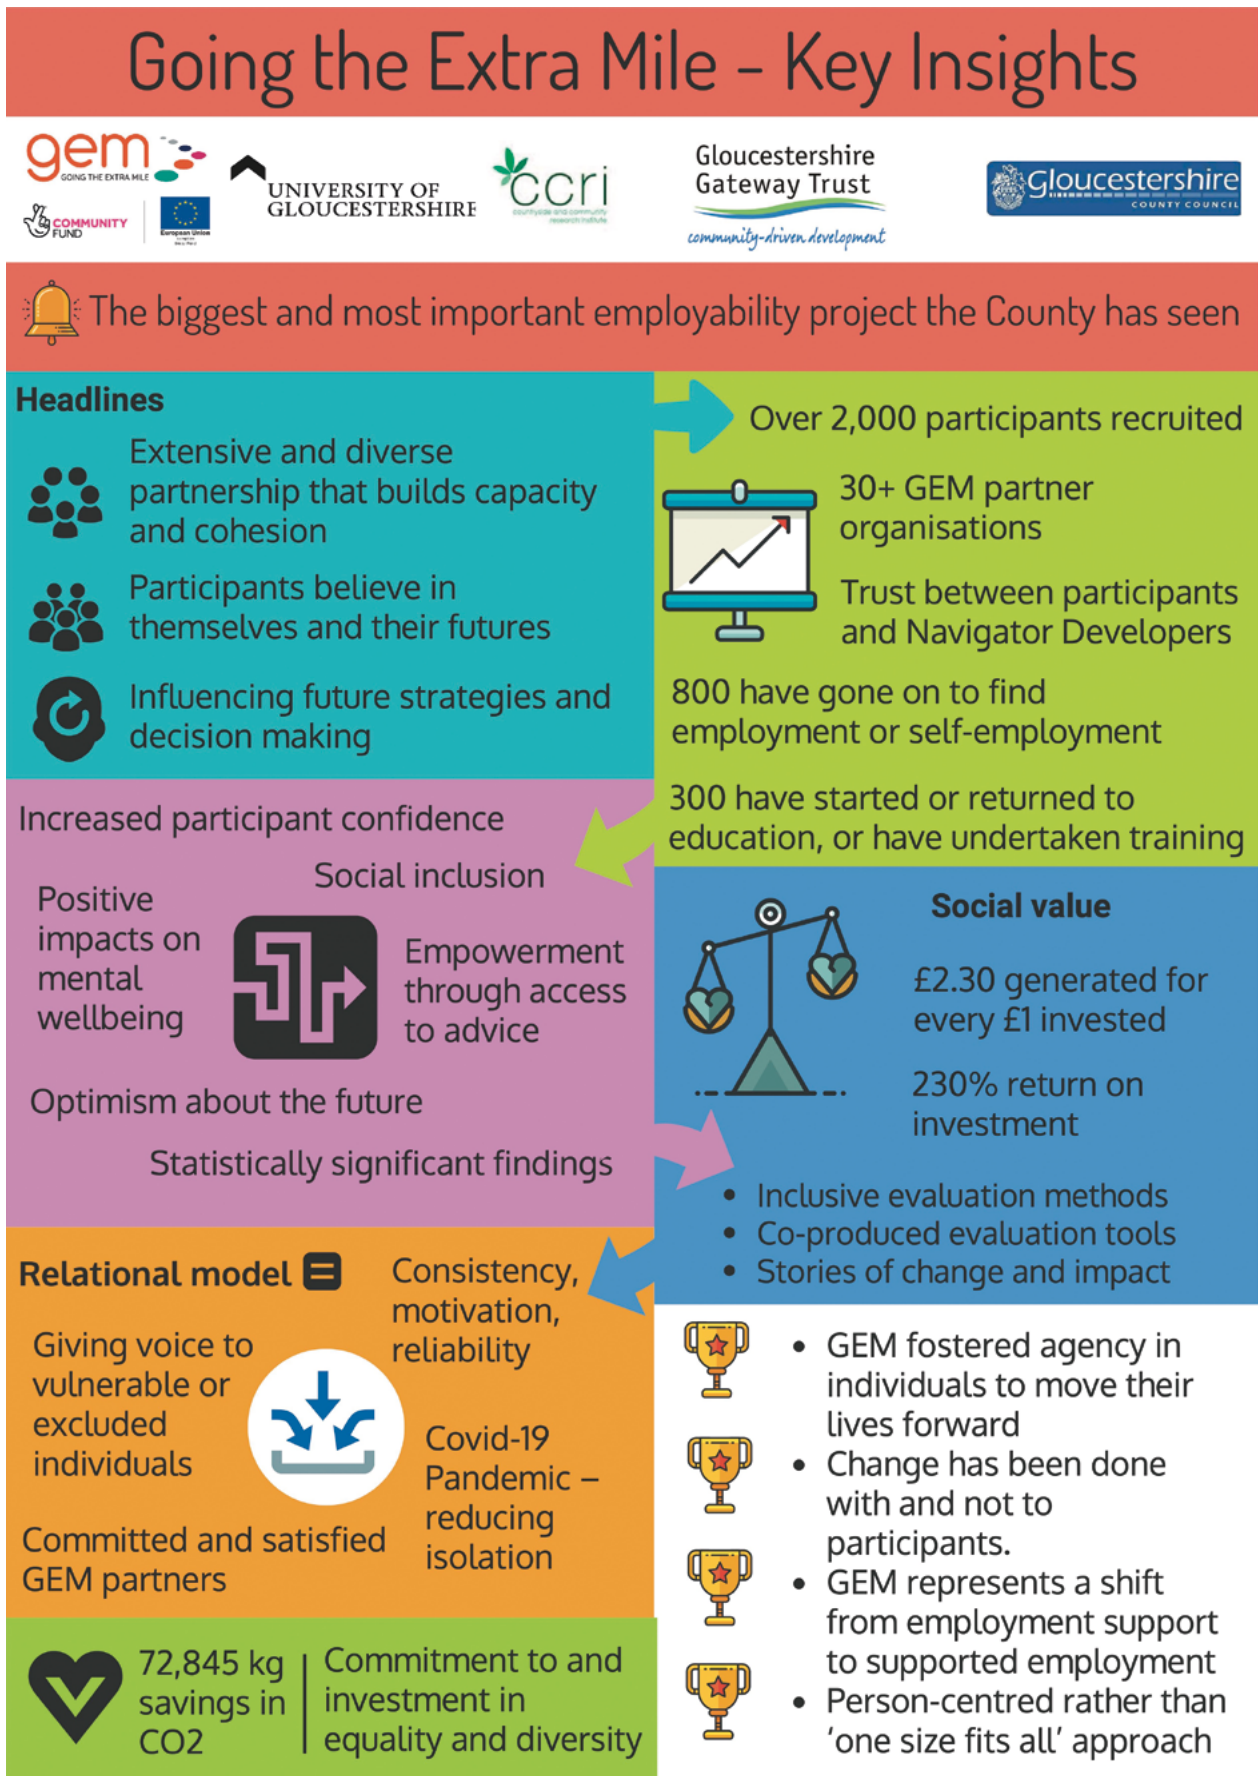 Going the Extra Mile - Key Insights
gem
GOING THE EXTRA MILE
COMMUNITY
FUND
European Union
UNIVERSITY OF
GLOUCESTERSHIRE
ccri
countryside and community
research institute
Gloucestershire
Gateway Trust
community-driven development
Gloucestershire
COUNTY COUNCIL
The biggest and most important employability project the County has seen
Headlines
Extensive and diverse
partnership that builds capacity
and cohesion
Participants believe in
themselves and their futures
Influencing future strategies and
decision making
Over 2,000 participants recruited
30+ GEM partner
organisations
Trust between participants
and Navigator Developers
800 have gone on to find
employment or self-employment
300 have started or returned to
education, or have undertaken training
Increased participant confidence
Social inclusion
Positive
impacts on
mental
wellbeing
Empowerment
through access
to advice
Optimism about the future
Statistically significant findings
Social value
£2.30 generated for
every £1 invested
230% return on
investment
• Inclusive evaluation methods
• Co-produced evaluation tools
• Stories of change and impact
Relational model =
Consistency,
motivation,
reliability
Giving voice to
vulnerable or
excluded
individuals
Covid-19
Pandemic –
reducing
isolation
Committed and satisfied
GEM partners
• GEM fostered agency in
individuals to move their
lives forward
• Change has been done
with and not to
participants.
• GEM represents a shift
from employment support
to supported employment
• Person-centred rather than
‘one size fits all’ approach
72,845 kg
savings in
CO2
Commitment to and
investment in
equality and diversity